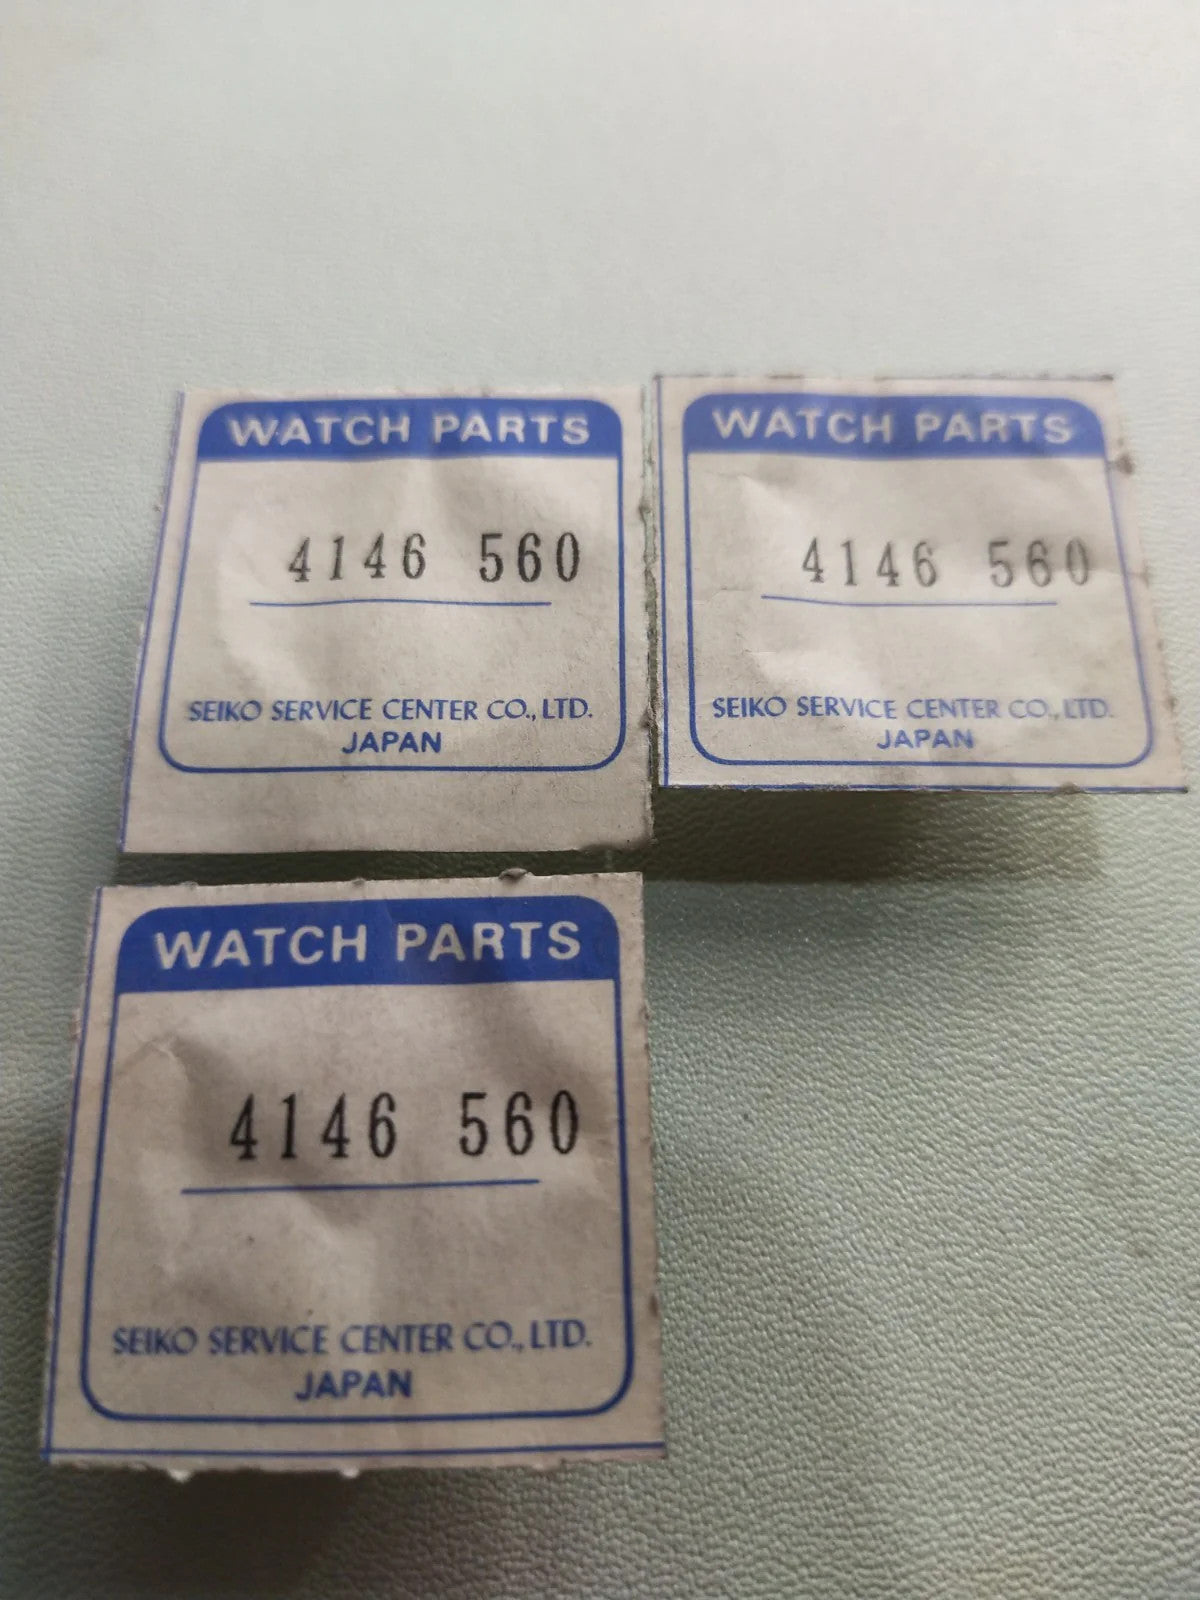 WATCH PARTS
4146 560
SEIKO SERVICE CENTER CO., LTD.
JAPAN
WATCH PARTS
4146 560
SEIKO SERVICE CENTER CO., LTD.
JAPAN
WATCH PARTS
4146 560
SEIKO SERVICE CENTER CO., LTD.
JAPAN